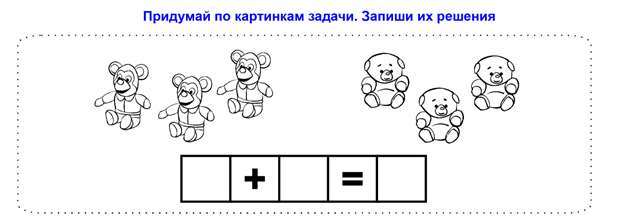 Придумай по картинкам задачи. Запиши их решения
+ =